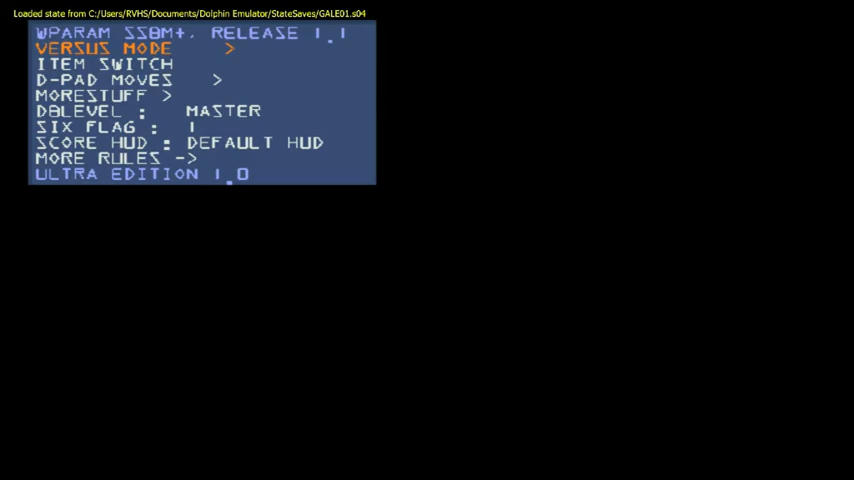 Loaded state from C:/Users/RVHS/Documents/Dolphin Emulator/StateSaves/GALE01.s04
WPARAM SSBM+. RELEASE 1.1
VERSUS MODE >
ITEM SWITCH
D-PAD MOVES >
MORESTUFF >
DBLEVEL : MASTER
SIX FLAG : 1
SCORE HUD : DEFAULT HUD
MORE RULES ->
ULTRA EDITION 1.0